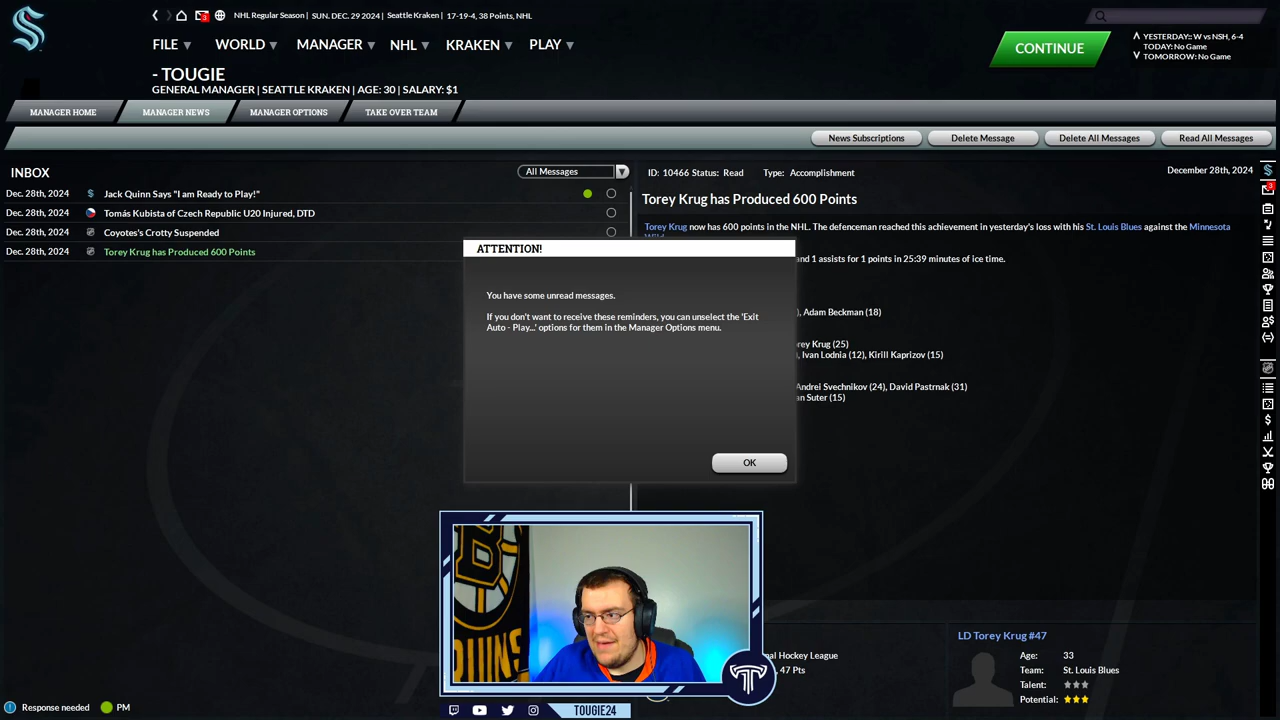 3
NHL Regular Season | SUN. DEC. 29 2024 | Seattle Kraken | 17-19-4, 38 Points, NHL
FILE
WORLD
MANAGER
NHL
KRAKEN
PLAY
CONTINUE
YESTERDAY:: W vs NSH, 6-4
TODAY: No Game
TOMORROW: No Game
- TOUGIE
GENERAL MANAGER | SEATTLE KRAKEN | AGE: 30 | SALARY: $1
MANAGER HOME
MANAGER NEWS
MANAGER OPTIONS
TAKE OVER TEAM
News Subscriptions
Delete Message
Delete All Messages
Read All Messages
INBOX
All Messages
Dec. 28th, 2024 Jack Quinn Says "I am Ready to Play!"
Dec. 28th, 2024 Tomás Kubista of Czech Republic U20 Injured, DTD
Dec. 28th, 2024 Coyotes's Crotty Suspended
Dec. 28th, 2024 Torey Krug has Produced 600 Points
ID: 10466 Status: Read Type: Accomplishment
December 28th, 2024
Torey Krug has Produced 600 Points
Torey Krug now has 600 points in the NHL. The defenceman reached this achievement in yesterday's loss with his St. Louis Blues against the Minnesota
and 1 assists for 1 points in 25:39 minutes of ice time.
), Adam Beckman (18)
orey Krug (25)
), Ivan Lodnia (12), Kirill Kaprizov (15)
Andrei Svechnikov (24), David Pastrnak (31)
an Suter (15)
ATTENTION!
You have some unread messages.
If you don't want to receive these reminders, you can unselect the 'Exit
Auto - Play...' options for them in the Manager Options menu.
OK
3
B
UINS
TOUGIE24
nal Hockey League
, 47 Pts
LD Torey Krug #47
Age: 33
Team: St. Louis Blues
Talent:
Potential:
Response needed
PM